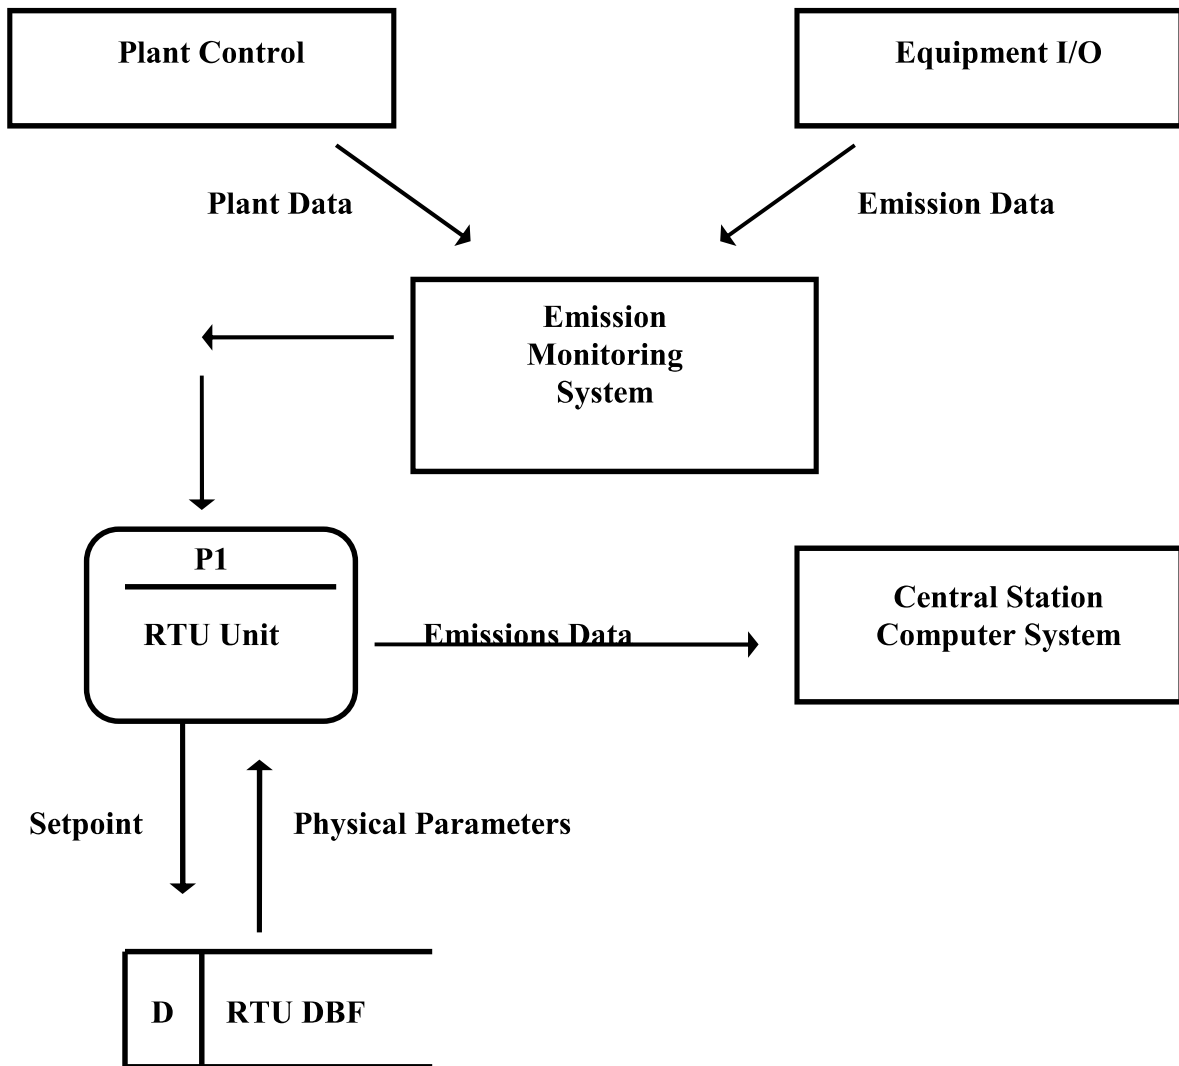 Plant Control
Equipment I/O
Plant Data
Emission Data
Emission
Monitoring
System
P1
RTU Unit
Emissions Data
Central Station
Computer System
Setpoint
Physical Parameters
D
RTU DBF